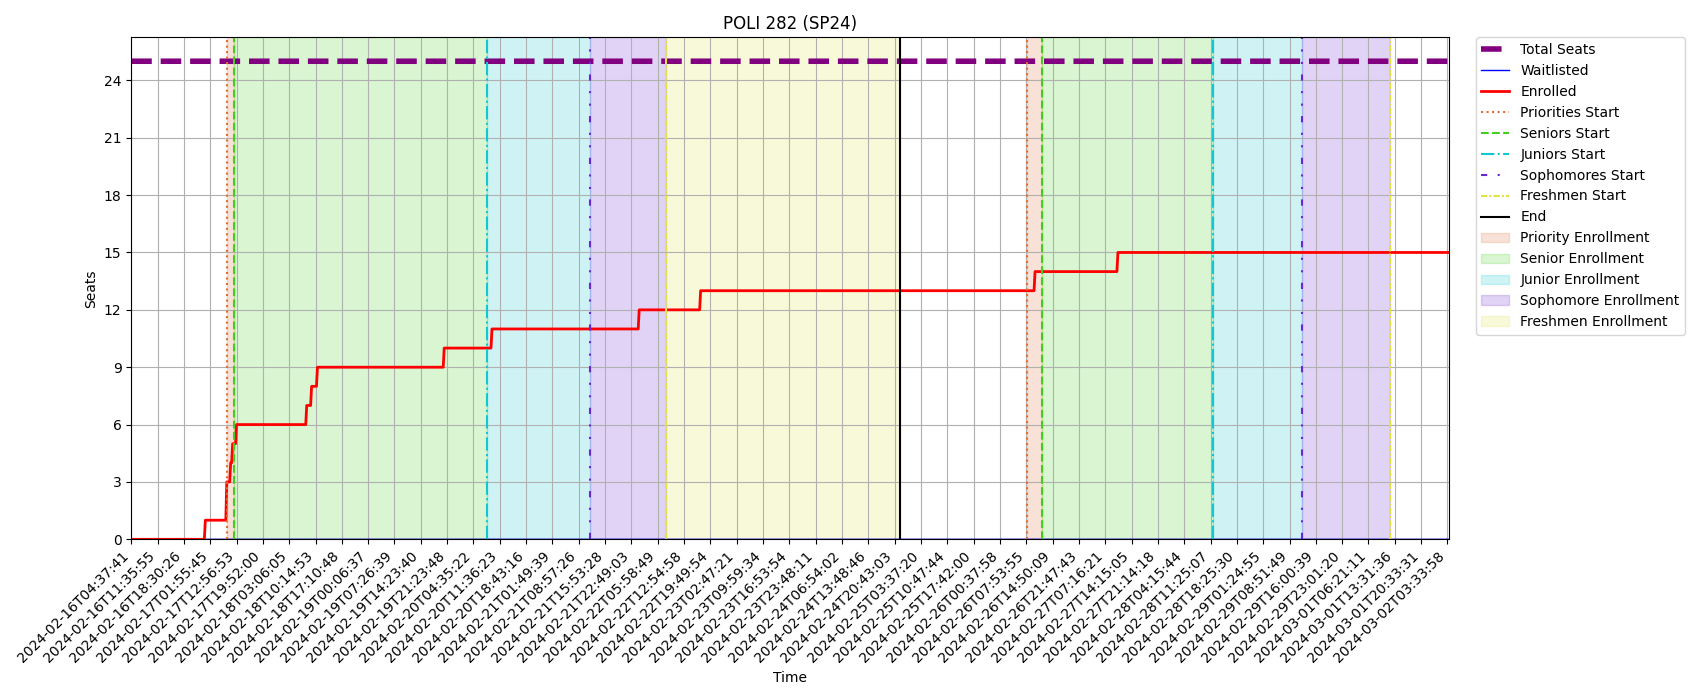 POLI 282 (SP24)
Seats
24
21
18
15
12
9
6
3
0
2024-02-16T04:37:41
2024-02-16T11:35:55
2024-02-16T18:30:26
2024-02-17T01:55:45
2024-02-17T12:56:53
2024-02-17T19:52:00
2024-02-18T03:06:05
2024-02-18T10:14:53
2024-02-18T17:10:48
2024-02-19T00:06:37
2024-02-19T07:26:39
2024-02-19T14:23:40
2024-02-19T21:23:48
2024-02-20T04:35:22
2024-02-20T11:36:23
2024-02-20T18:43:16
2024-02-21T01:49:39
2024-02-21T08:57:26
2024-02-21T15:53:28
2024-02-21T22:49:03
2024-02-22T05:58:49
2024-02-22T12:54:58
2024-02-22T19:49:54
2024-02-23T02:47:21
2024-02-23T09:59:34
2024-02-23T16:53:54
2024-02-23T23:48:11
2024-02-24T06:54:02
2024-02-24T13:48:46
2024-02-24T20:43:03
2024-02-25T03:37:20
2024-02-25T10:47:44
2024-02-25T17:42:00
2024-02-26T00:37:58
2024-02-26T07:53:55
2024-02-26T14:50:09
2024-02-26T21:47:43
2024-02-27T07:16:21
2024-02-27T14:15:05
2024-02-27T21:14:18
2024-02-28T04:15:44
2024-02-28T11:25:07
2024-02-28T18:25:30
2024-02-29T01:24:55
2024-02-29T08:51:49
2024-02-29T16:00:39
2024-02-29T23:01:20
2024-03-01T06:21:11
2024-03-01T13:31:36
2024-03-01T20:33:31
2024-03-02T03:33:58
Time
Total Seats
Waitlisted
Enrolled
Priorities Start
Seniors Start
Juniors Start
Sophomores Start
Freshmen Start
End
Priority Enrollment
Senior Enrollment
Junior Enrollment
Sophomore Enrollment
Freshmen Enrollment